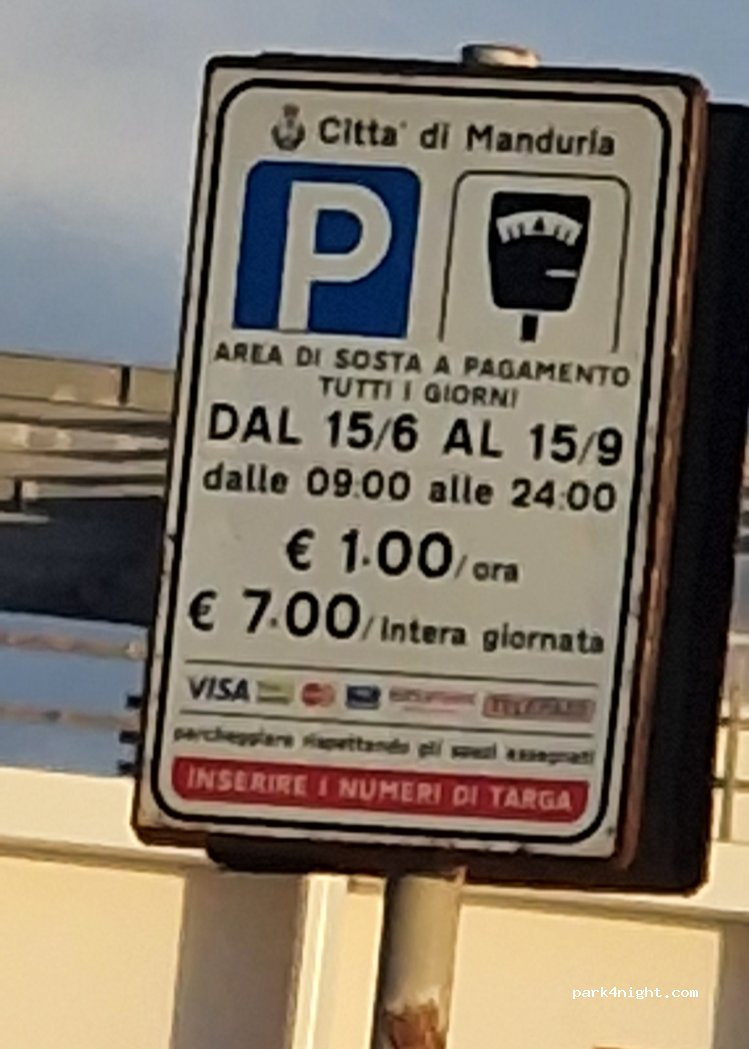 Citta' di Manduria
P
AREA DI SOSTA A PAGAMENTO
TUTTI I GIORNI
DAL 15/6 AL 15/9
dalle 09:00 alle 24:00
€ 1.00/ora
€ 7.00/intera giornata
VISA
parcheggiare rispettando gli spazi assegnati
INSERIRE I NUMERI DI TARGA
park4night.com